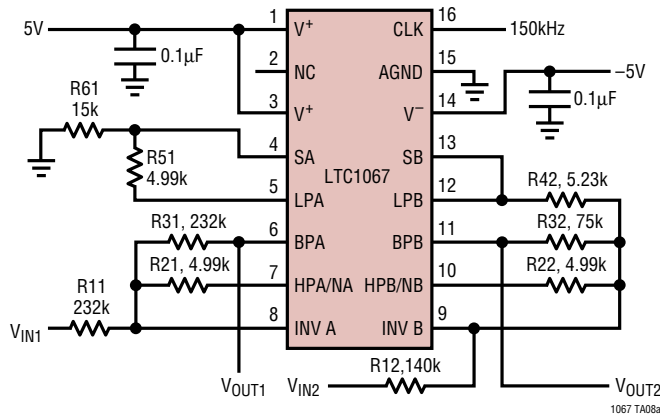 5V
1
V+
CLK
16
150kHz
0.1µF
2
NC
AGND
15
–5V
R61
15k
3
V+
V–
14
0.1µF
4
SA
SB
13
R51
4.99k
LTC1067
5
LPA
LPB
12
R42, 5.23k
R31, 232k
6
BPA
BPB
11
R32, 75k
R21, 4.99k
7
HPA/NA
HPB/NB
10
R22, 4.99k
R11
232k
VIN1
8
INV A
INV B
9
R12,140k
VOUT1
VIN2
VOUT2
1067 TA08a